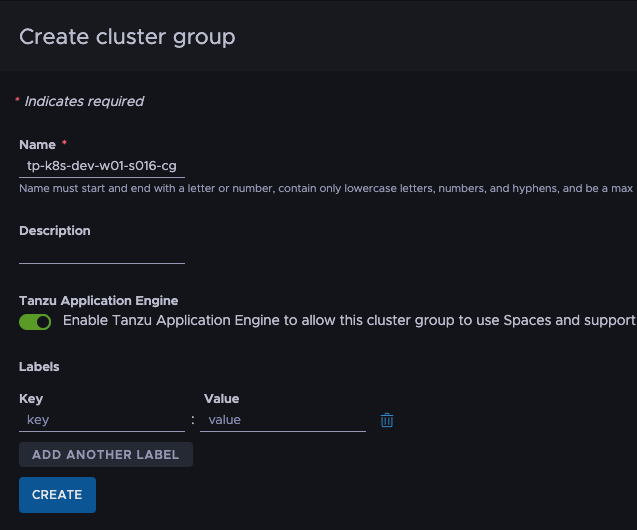 Create cluster group
* Indicates required
Name *
tp-k8s-dev-w01-s016-cg
Name must start and end with a letter or number, contain only lowercase letters, numbers, and hyphens, and be a max
Description
Tanzu Application Engine
Enable Tanzu Application Engine to allow this cluster group to use Spaces and support
Labels
Key Value
key : value
ADD ANOTHER LABEL
CREATE